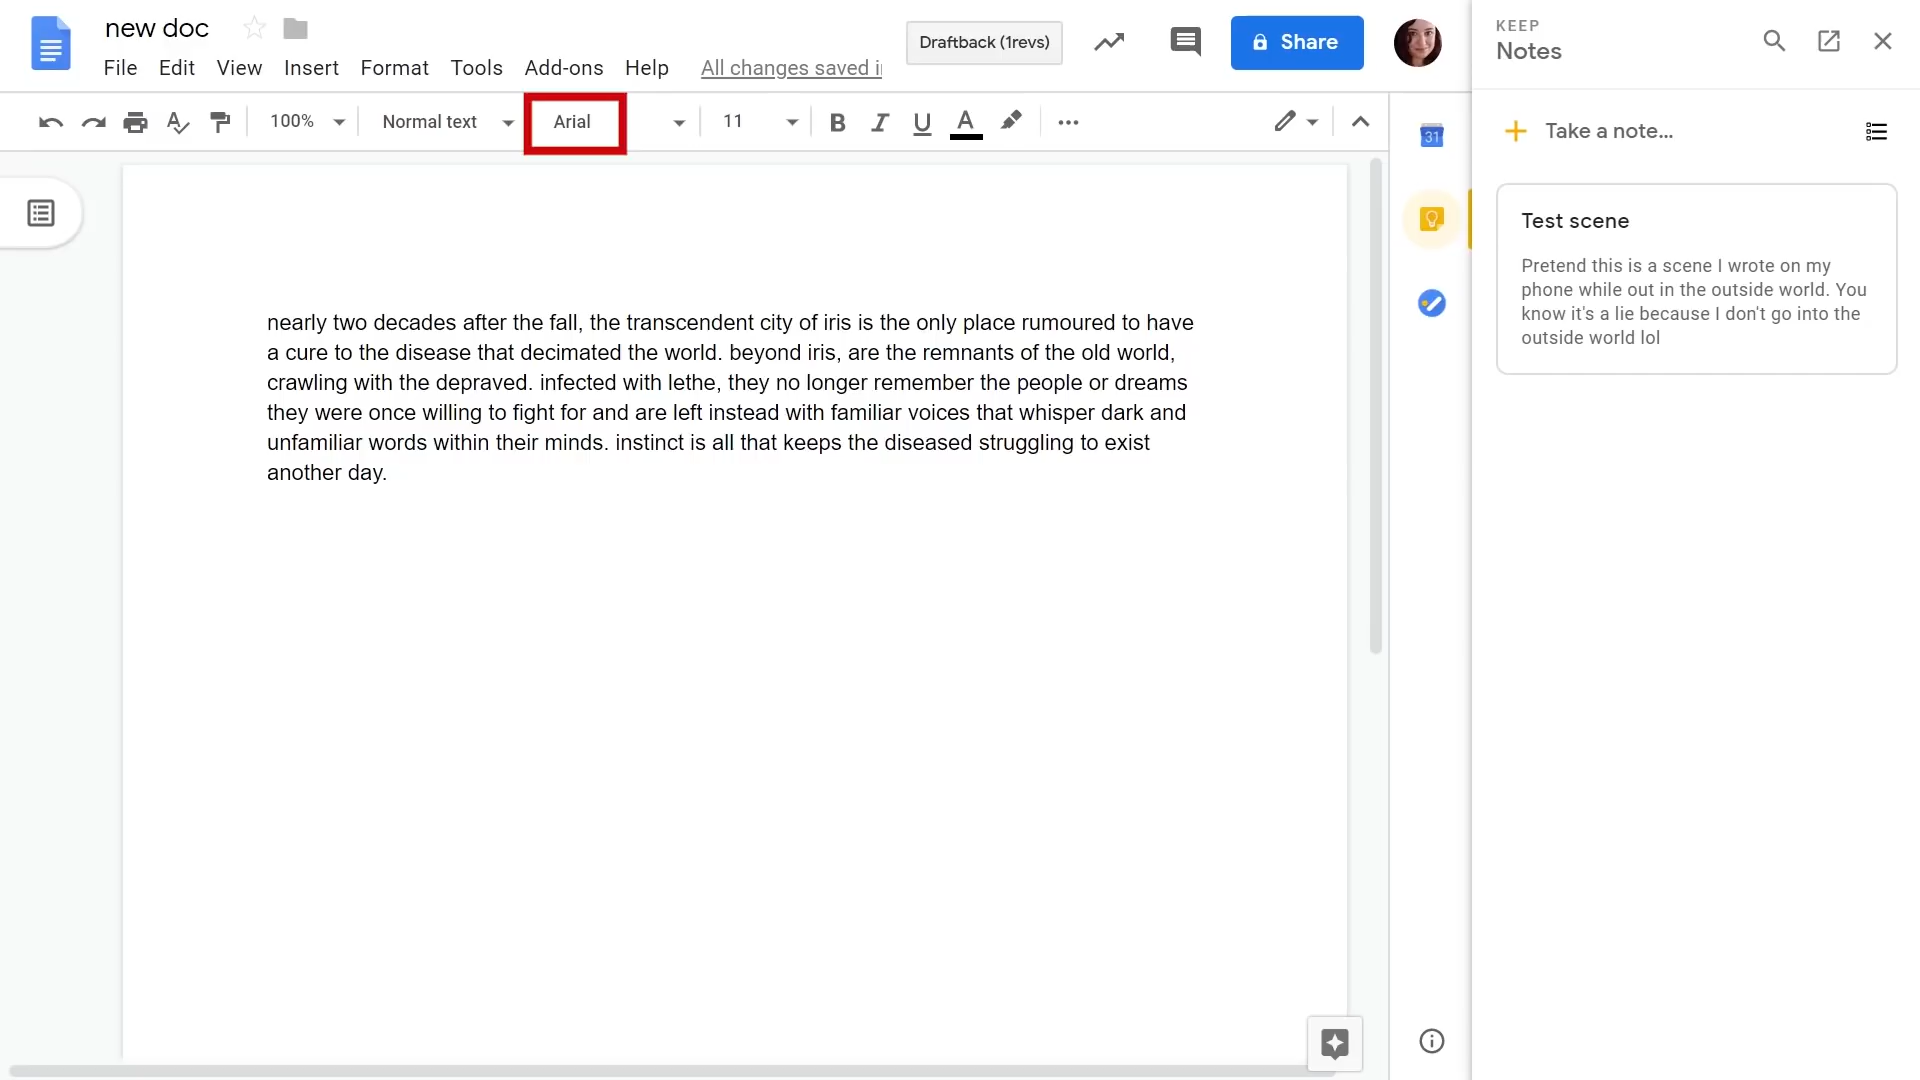 new doc
File Edit View Insert Format Tools Add-ons Help All changes saved i
Draftback (1revs)
Share
100% Normal text Arial 11 B I U A
nearly two decades after the fall, the transcendent city of iris is the only place rumoured to have
a cure to the disease that decimated the world. beyond iris, are the remnants of the old world,
crawling with the depraved. infected with lethe, they no longer remember the people or dreams
they were once willing to fight for and are left instead with familiar voices that whisper dark and
unfamiliar words within their minds. instinct is all that keeps the diseased struggling to exist
another day.
31
KEEP
Notes
Take a note...
Test scene
Pretend this is a scene I wrote on my
phone while out in the outside world. You
know it's a lie because I don't go into the
outside world lol